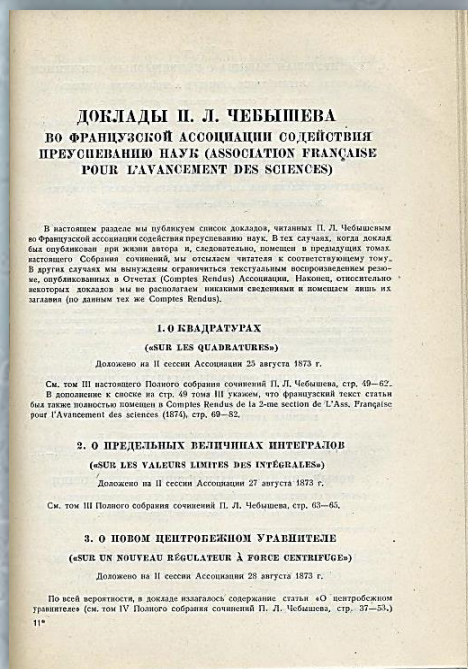 ДОКЛАДЫ П. Л. ЧЕБЫШЕВА
ВО ФРАНЦУЗСКОЙ АССОЦИАЦИИ СОДЕЙСТВИЯ
ПРЕУСПЕВАНИЮ НАУК (ASSOCIATION FRANÇAISE
POUR L'AVANCEMENT DES SCIENCES)
В настоящем разделе мы публикуем список докладов, читанных П. Л. Чебышевым
во Французской ассоциации содействия преуспеванию наук. В тех случаях, когда доклад
был опубликован при жизни автора и, следовательно, помещен в предыдущих томах
настоящего Собрания сочинений, мы отсылаем читателя к соответствующему тому.
В других случаях мы вынуждены ограничиться текстуальным воспроизведением резю-
ме, опубликованных в Отчетах (Comptes Rendus) Ассоциации. Наконец, относительно
некоторых докладов мы не располагаем никакими сведениями и помещаем лишь их
заглавия (по данным тех же Comptes Rendus).
1. О КВАДРАТУРАХ
(«SUR LES QUADRATURES»)
Доложено на II сессии Ассоциации 25 августа 1873 г.
См. том III настоящего Полного собрания сочинений П. Л. Чебышева, стр. 49—62.
В дополнение к сноске на стр. 49 тома III укажем, что французский текст статьи
был также полностью помещен в Comptes Rendus de la 2-me section de L'Ass. Française
pour l'Avancement des sciences (1874), стр. 69—82.
2. О ПРЕДЕЛЬНЫХ ВЕЛИЧИНАХ ИНТЕГРАЛОВ
(«SUR LES VALEURS LIMITES DES INTÉGRALES»)
Доложено на II сессии Ассоциации 27 августа 1873 г.
См. том III Полного собрания сочинений П. Л. Чебышева, стр. 63—65.
3. О НОВОМ ЦЕНТРОБЕЖНОМ УРАВНИТЕЛЕ
(«SUR UN NOUVEAU RÉGULATEUR À FORCE CENTRIFUGE»)
Доложено на II сессии Ассоциации 28 августа 1873 г.
По всей вероятности, в докладе излагалось содержание статьи «О центробежном
уравнителе» (см. том IV Полного собрания сочинений П. Л. Чебышева, стр. 37—53.)
11*